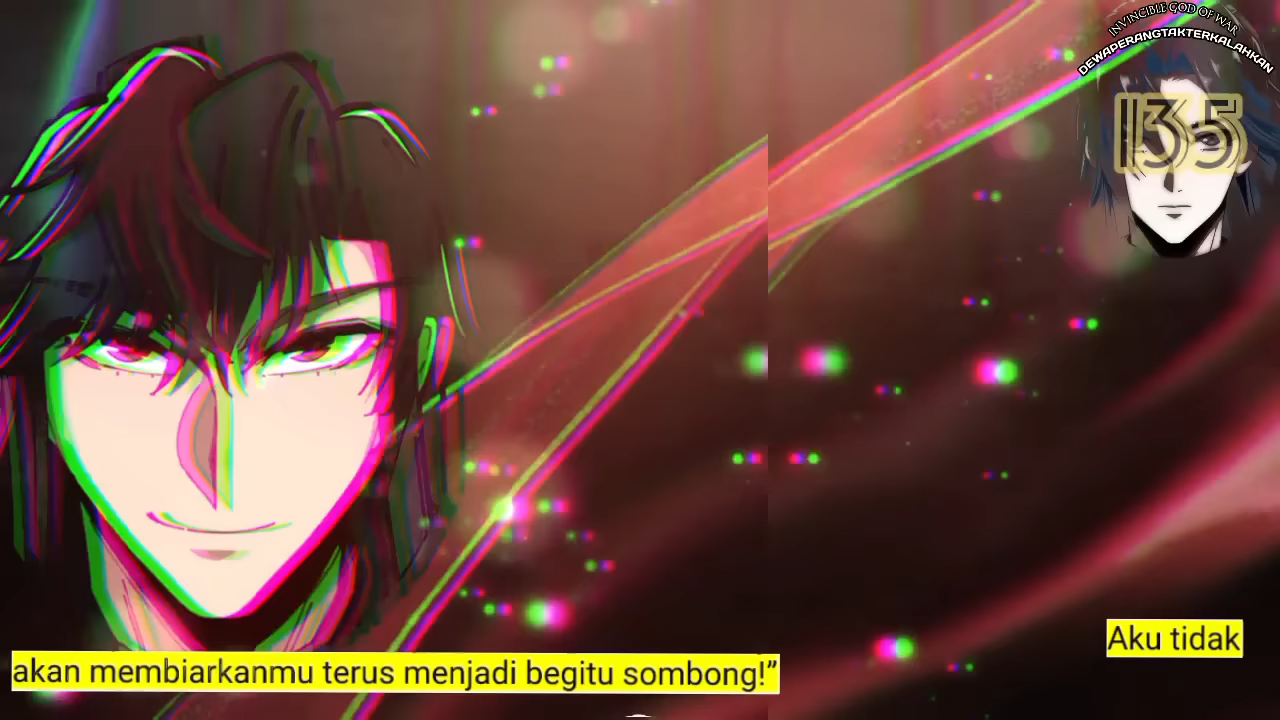 INVINCIBLE GOD OF WAR
DEWAPERANGTAKTERKALAHKAN
135
Aku tidak
akan membiarkanmu terus menjadi begitu sombong!”